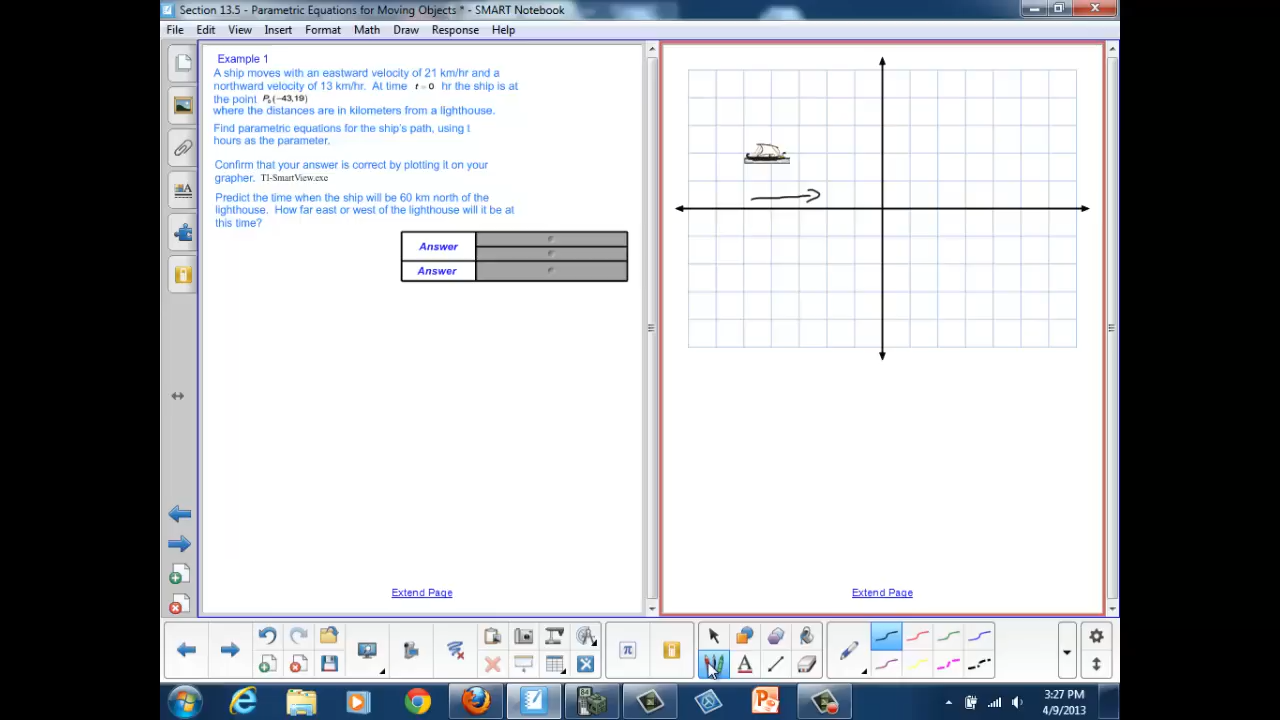 Section 13.5 - Parametric Equations for Moving Objects * - SMART Notebook
File Edit View Insert Format Math Draw Response Help
Example 1
A ship moves with an eastward velocity of 21 km/hr and a
northward velocity of 13 km/hr. At time t = 0 hr the ship is at
the point P₀(−43,19)
where the distances are in kilometers from a lighthouse.
Find parametric equations for the ship's path, using t
hours as the parameter.
Confirm that your answer is correct by plotting it on your
grapher. TI-SmartView.exe
Predict the time when the ship will be 60 km north of the
lighthouse. How far east or west of the lighthouse will it be at
this time?
Answer
Answer
Extend Page
Extend Page
3:27 PM
4/9/2013